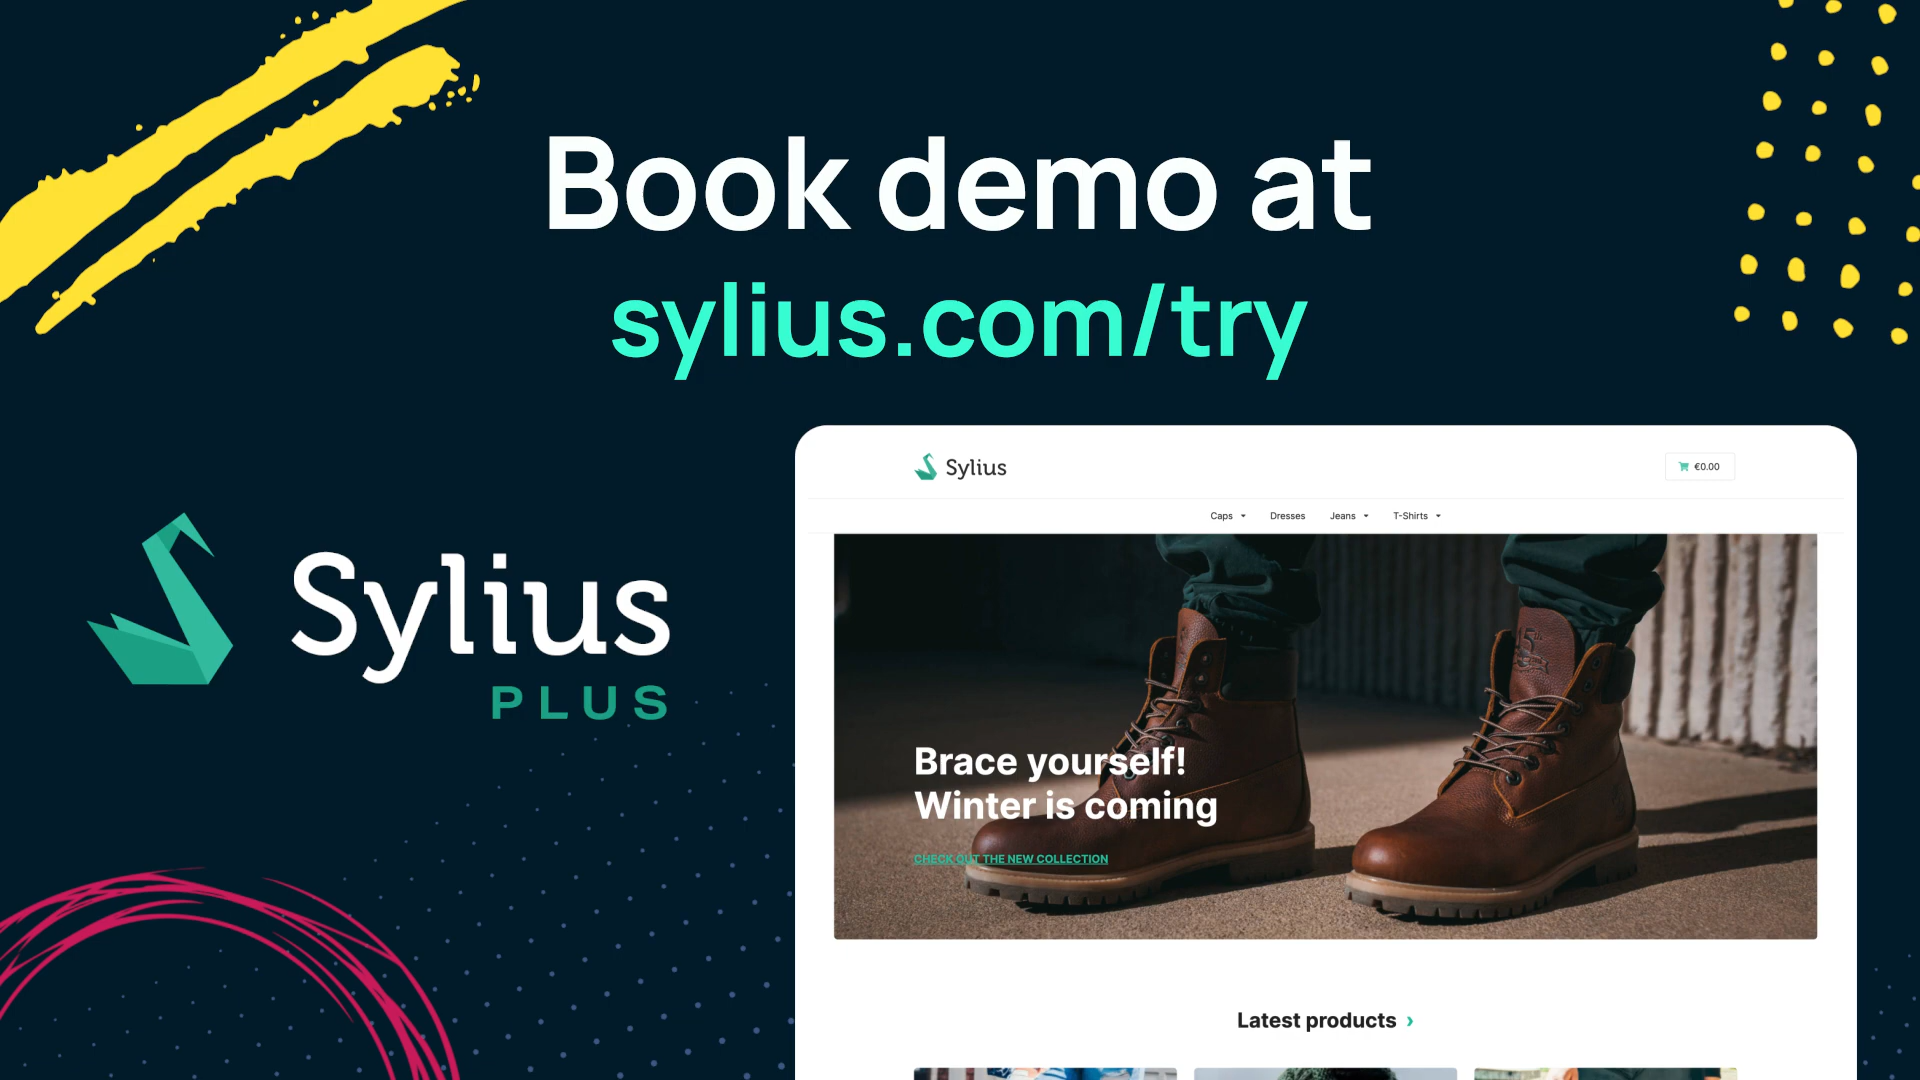 Book demo at
sylius.com/try
Sylius
PLUS
Sylius
€0.00
Caps Dresses Jeans T-Shirts
Brace yourself!
Winter is coming
CHECK OUT THE NEW COLLECTION
Latest products ›